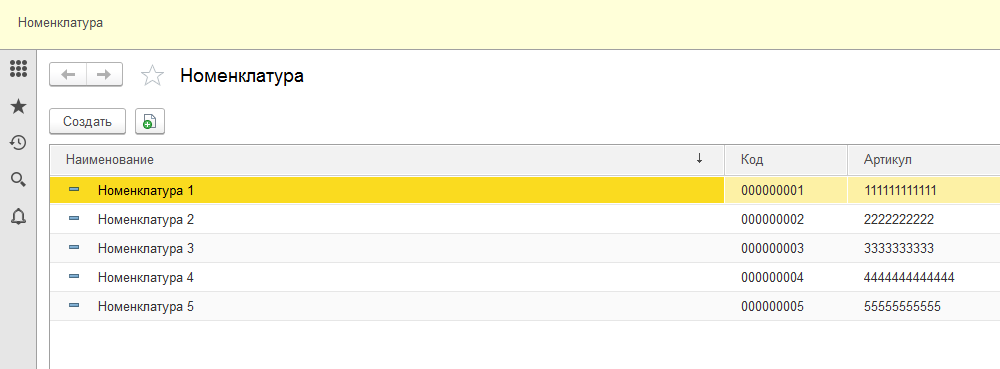 Номенклатура
Номенклатура
Создать
Наименование ↓ Код Артикул
Номенклатура 1 000000001 111111111111
Номенклатура 2 000000002 2222222222
Номенклатура 3 000000003 3333333333
Номенклатура 4 000000004 4444444444444
Номенклатура 5 000000005 55555555555